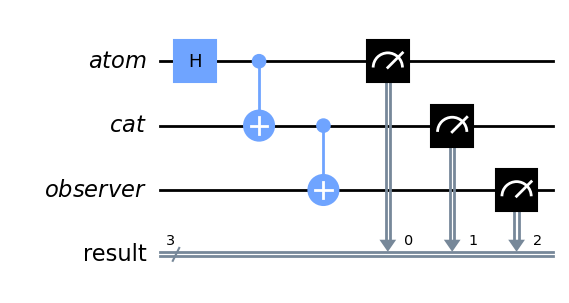 atom H
cat
observer
result 3 0 1 2